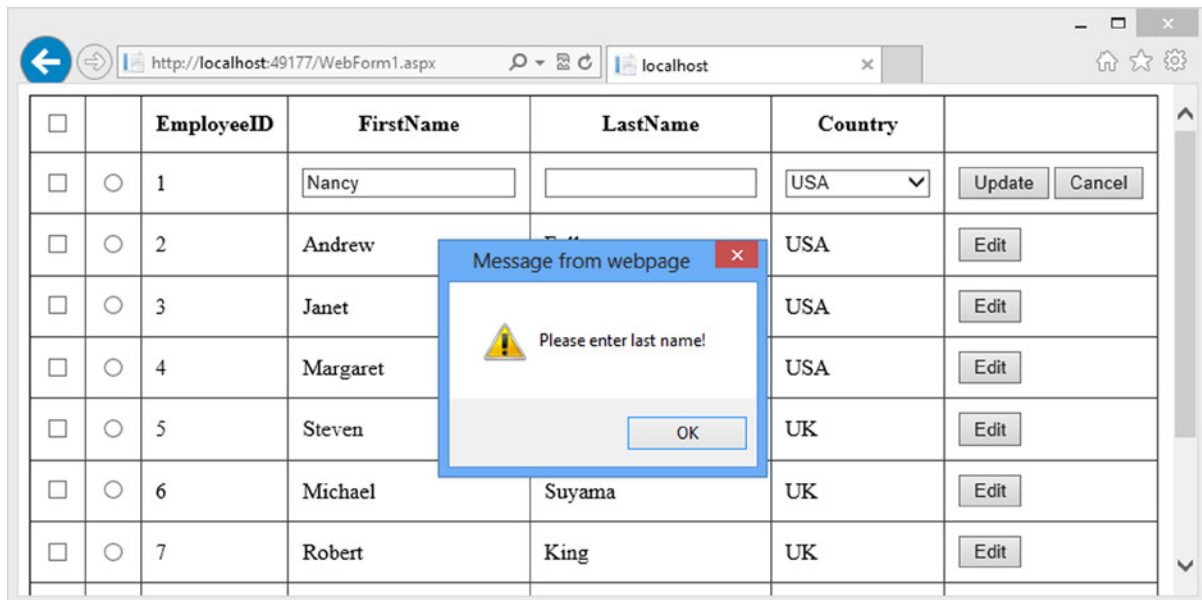 http://localhost:49177/WebForm1.aspx
localhost
EmployeeID FirstName LastName Country
1 Nancy USA Update Cancel
2 Andrew USA Edit
Message from webpage
3 Janet USA Edit
Please enter last name!
4 Margaret USA Edit
5 Steven UK Edit
OK
6 Michael Suyama UK Edit
7 Robert King UK Edit